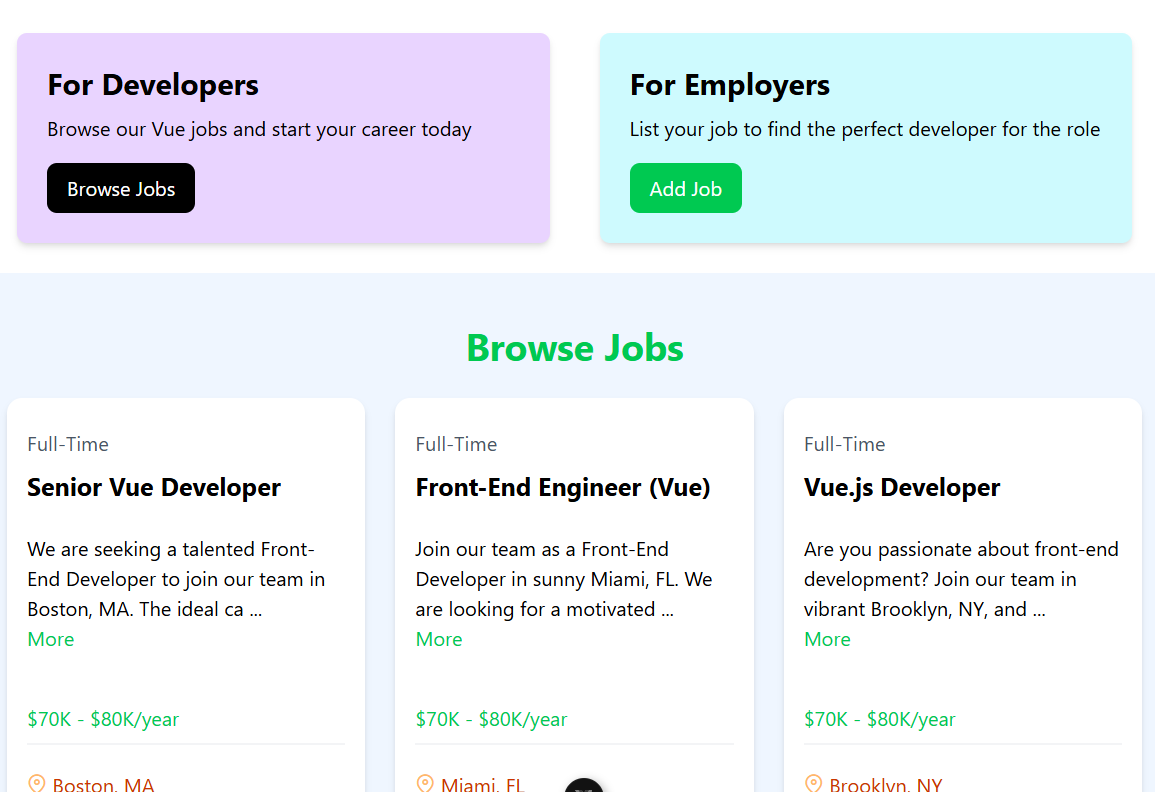 For Developers
Browse our Vue jobs and start your career today
Browse Jobs
For Employers
List your job to find the perfect developer for the role
Add Job
Browse Jobs
Full-Time
Senior Vue Developer
We are seeking a talented Front-
End Developer to join our team in
Boston, MA. The ideal ca ...
More
$70K - $80K/year
Boston, MA
Full-Time
Front-End Engineer (Vue)
Join our team as a Front-End
Developer in sunny Miami, FL. We
are looking for a motivated ...
More
$70K - $80K/year
Miami, FL
Full-Time
Vue.js Developer
Are you passionate about front-end
development? Join our team in
vibrant Brooklyn, NY, and ...
More
$70K - $80K/year
Brooklyn, NY